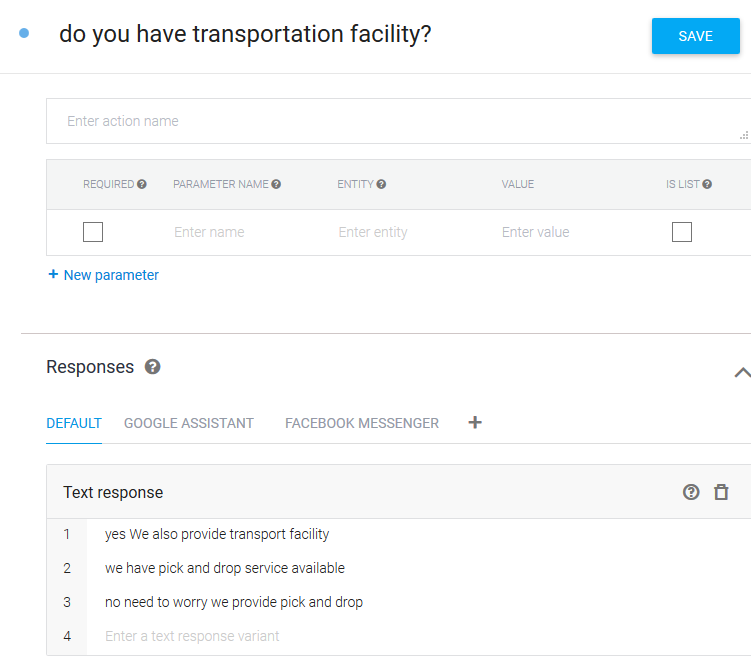 do you have transportation facility?
SAVE
Enter action name
REQUIRED ? PARAMETER NAME ? ENTITY ? VALUE IS LIST ?
Enter name Enter entity Enter value
+ New parameter
Responses ?
DEFAULT GOOGLE ASSISTANT FACEBOOK MESSENGER +
Text response ?
1 yes We also provide transport facility
2 we have pick and drop service available
3 no need to worry we provide pick and drop
4 Enter a text response variant